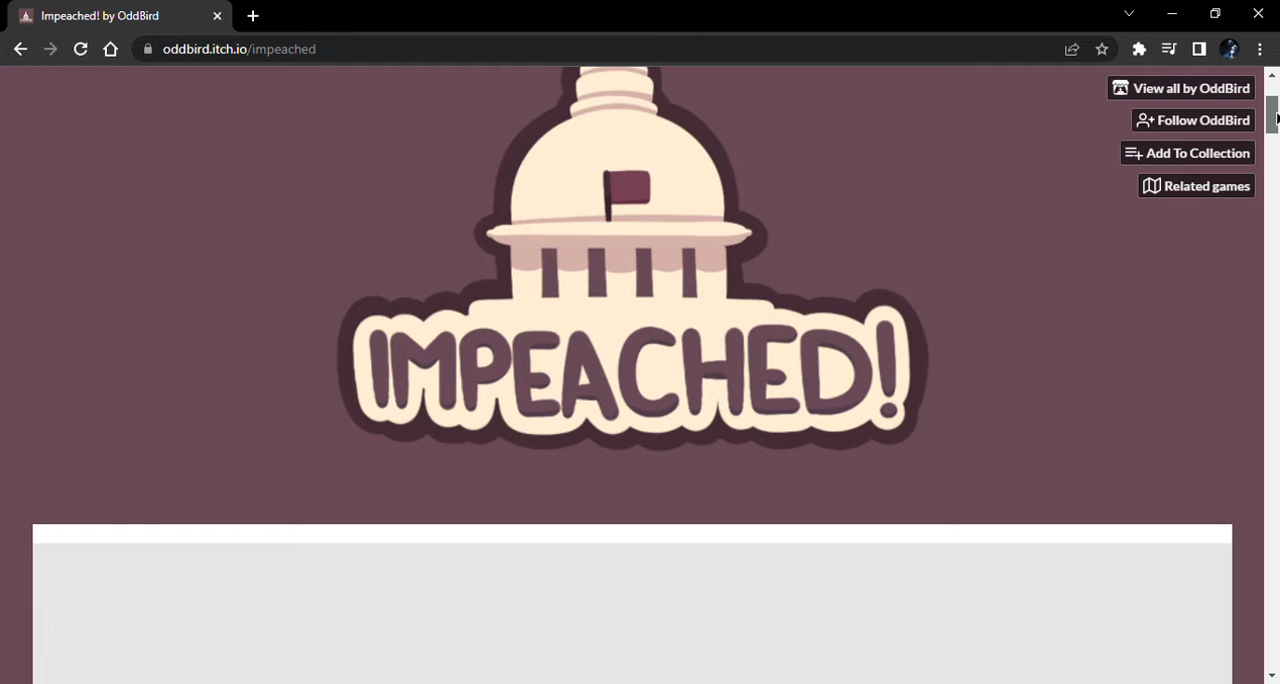 Impeached! by OddBird
oddbird.itch.io/impeached
View all by OddBird
Follow OddBird
Add To Collection
Related games
IMPEACHED!